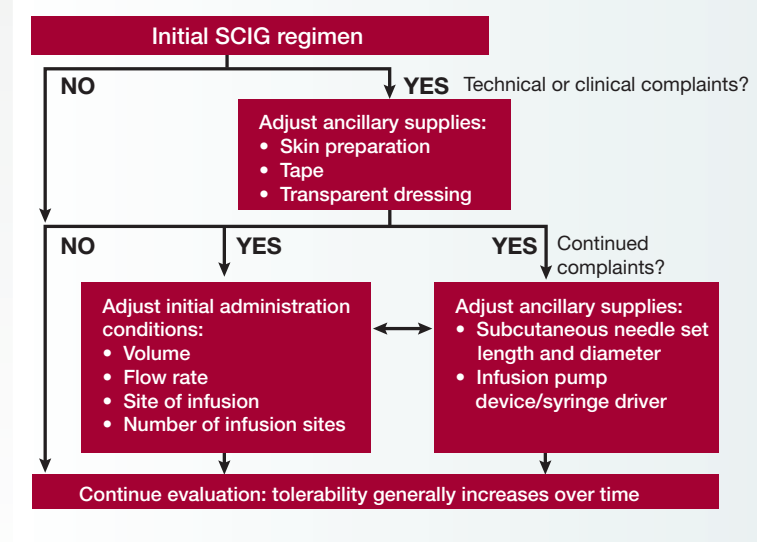 Initial SCIG regimen
NO
YES Technical or clinical complaints?
Adjust ancillary supplies:
• Skin preparation
• Tape
• Transparent dressing
NO
YES
YES Continued
complaints?
Adjust initial administration
conditions:
• Volume
• Flow rate
• Site of infusion
• Number of infusion sites
Adjust ancillary supplies:
• Subcutaneous needle set
length and diameter
• Infusion pump
device/syringe driver
Continue evaluation: tolerability generally increases over time